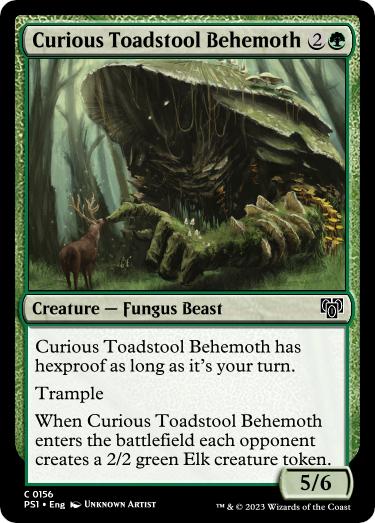 Curious Toadstool Behemoth 2
Creature — Fungus Beast
Curious Toadstool Behemoth has
hexproof as long as it's your turn.
Trample
When Curious Toadstool Behemoth
enters the battlefield each opponent
creates a 2/2 green Elk creature token.
5/6
C 0156
PS1 • Eng Unknown Artist
™ & © 2023 Wizards of the Coast